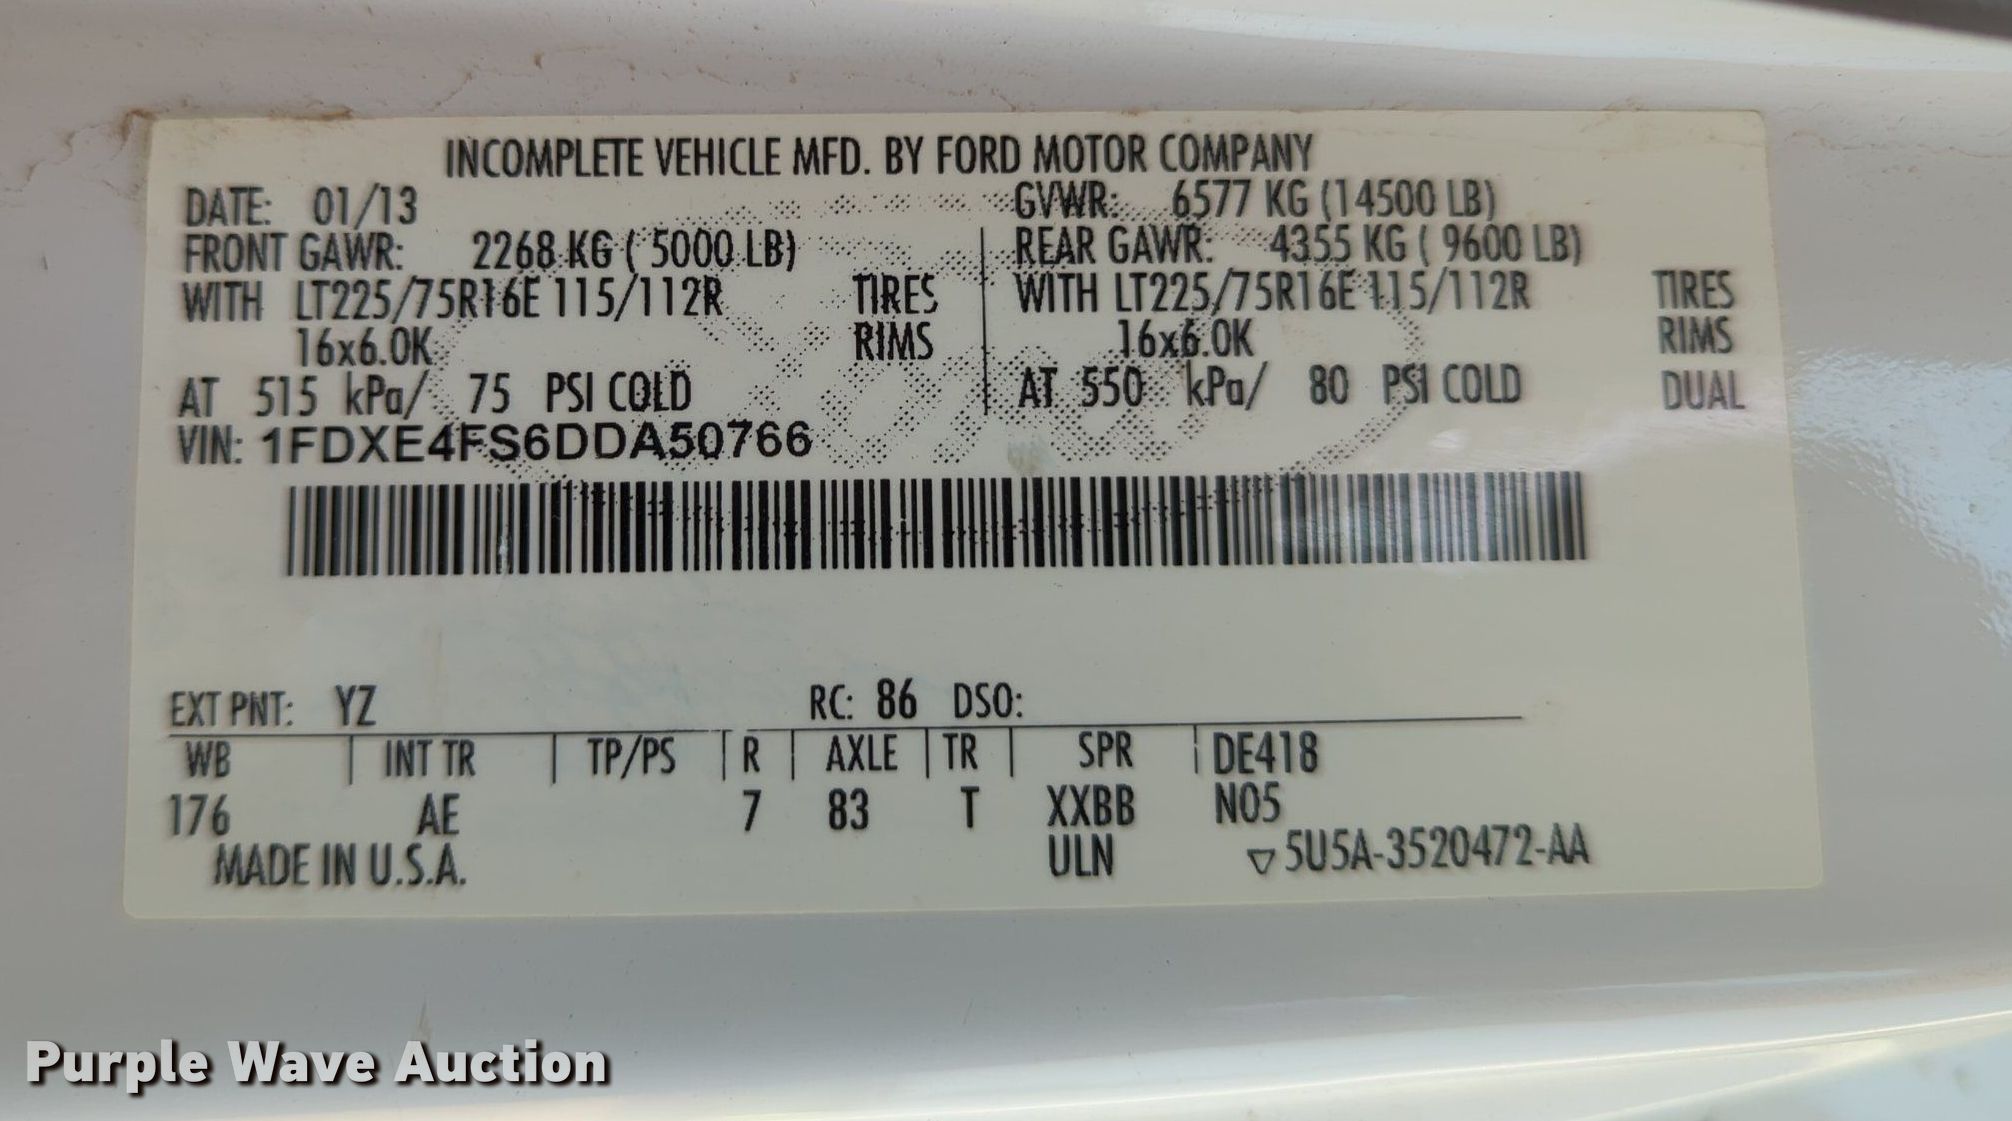 INCOMPLETE VEHICLE MFD. BY FORD MOTOR COMPANY
DATE: 01/13 GVWR: 6577 KG (14500 LB)
FRONT GAWR: 2268 KG ( 5000 LB) REAR GAWR: 4355 KG ( 9600 LB)
WITH LT225/75R16E 115/112R TIRES WITH LT225/75R16E 115/112R TIRES
16x6.0K RIMS 16x6.0K RIMS
AT 515 kPa/ 75 PSI COLD AT 550 kPa/ 80 PSI COLD DUAL
VIN: 1FDXE4FS6DDA50766
EXT PNT: YZ RC: 86 DSO:
WB | INT TR | TP/PS | R | AXLE | TR | SPR | DE418
176 AE 7 83 T XXBB N05
MADE IN U.S.A. ULN ▽5U5A-3520472-AA
Purple Wave Auction